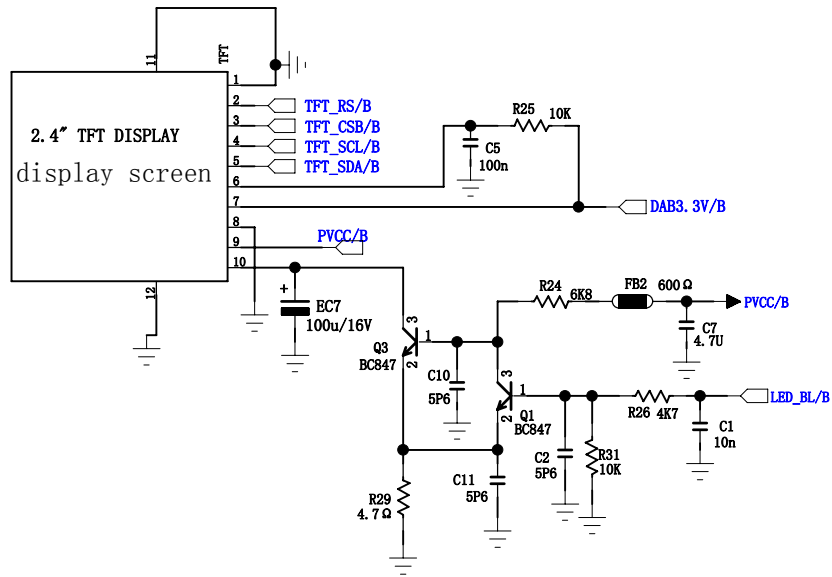 11
TFT
1
2 TFT_RS/B
3 TFT_CSB/B
4 TFT_SCL/B
5 TFT_SDA/B
6
7
8
9
10
12
2.4″ TFT DISPLAY
display screen
R25 10K
C5
100n
DAB3.3V/B
PVCC/B
+
EC7
100u/16V
R24 6K8
FB2 600Ω
PVCC/B
C7
4.7U
3
1
2
Q3
BC847
C10
5P6
3
1
2
Q1
BC847
R26 4K7
LED_BL/B
C1
10n
C2
5P6
R31
10K
C11
5P6
R29
4.7Ω